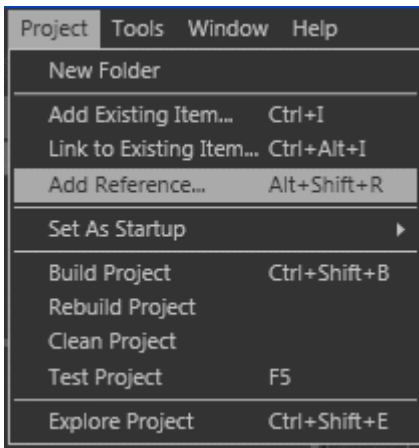 Project Tools Window Help
New Folder
Add Existing Item... Ctrl+I
Link to Existing Item... Ctrl+Alt+I
Add Reference... Alt+Shift+R
Set As Startup
Build Project Ctrl+Shift+B
Rebuild Project
Clean Project
Test Project F5
Explore Project Ctrl+Shift+E